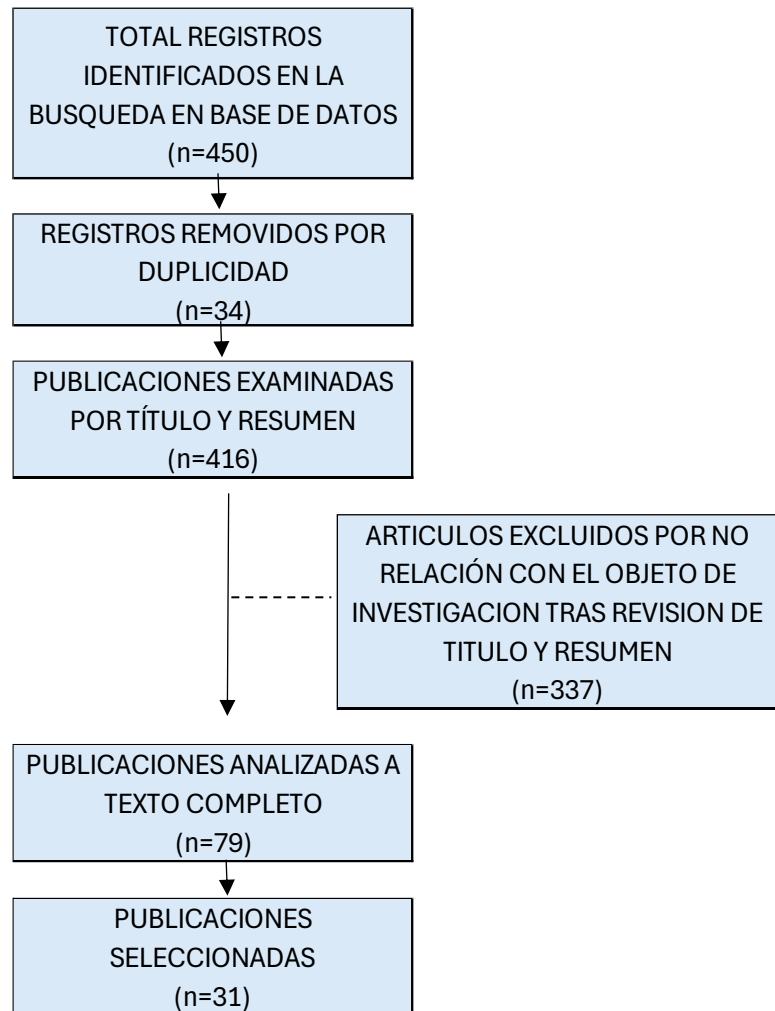 TOTAL REGISTROS
IDENTIFICADOS EN LA
BUSQUEDA EN BASE DE DATOS
(n=450)
REGISTROS REMOVIDOS POR
DUPLICIDAD
(n=34)
PUBLICACIONES EXAMINADAS
POR TÍTULO Y RESUMEN
(n=416)
ARTICULOS EXCLUIDOS POR NO
RELACIÓN CON EL OBJETO DE
INVESTIGACION TRAS REVISION DE
TITULO Y RESUMEN
(n=337)
PUBLICACIONES ANALIZADAS A
TEXTO COMPLETO
(n=79)
PUBLICACIONES
SELECCIONADAS
(n=31)